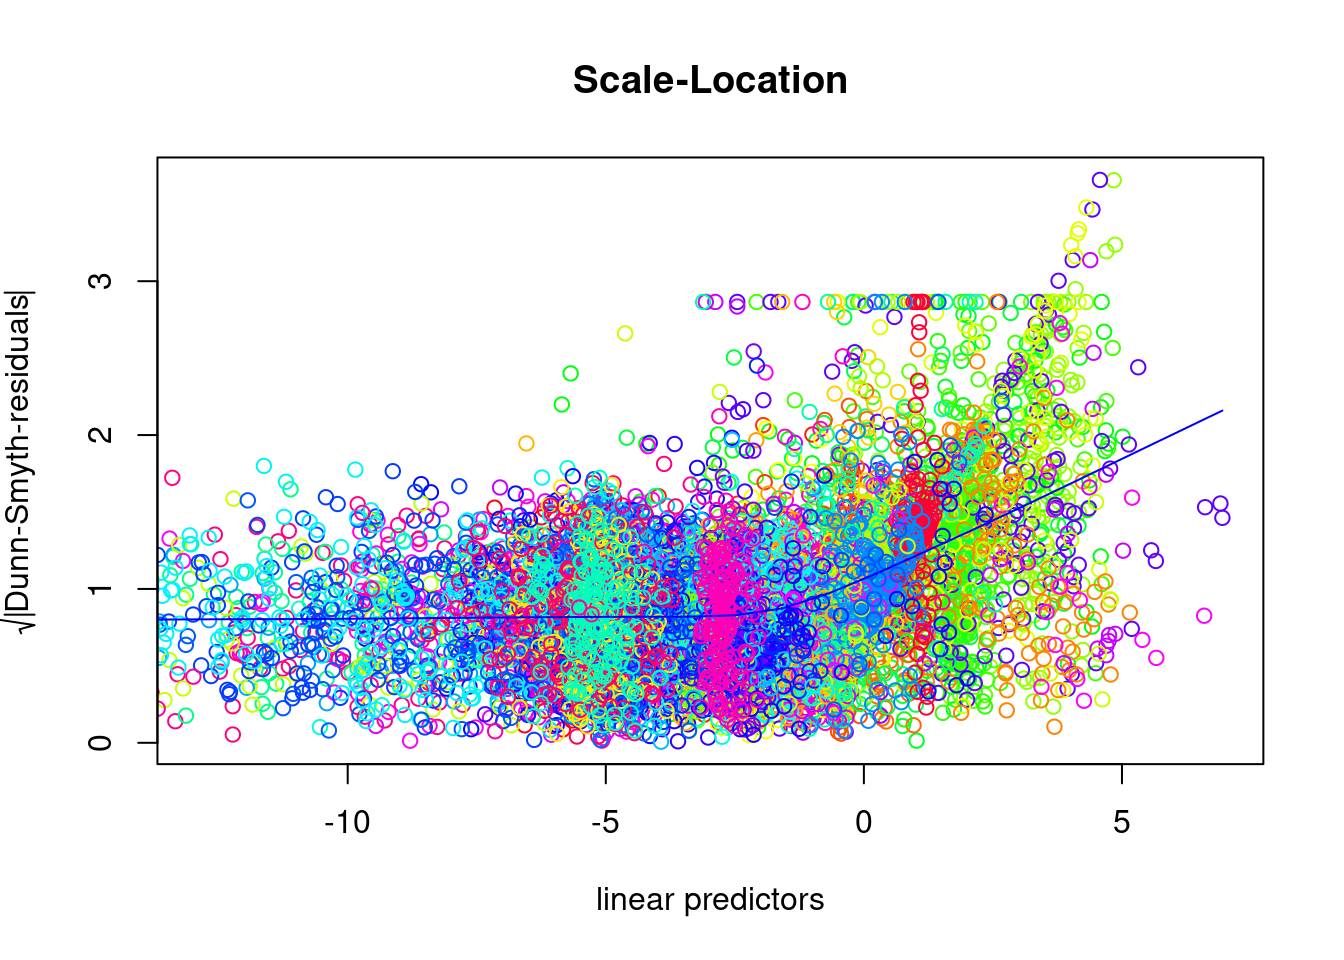 Scale-Location
√|Dunn-Smyth-residuals|
3
2
1
0
-10 -5 0 5
linear predictors